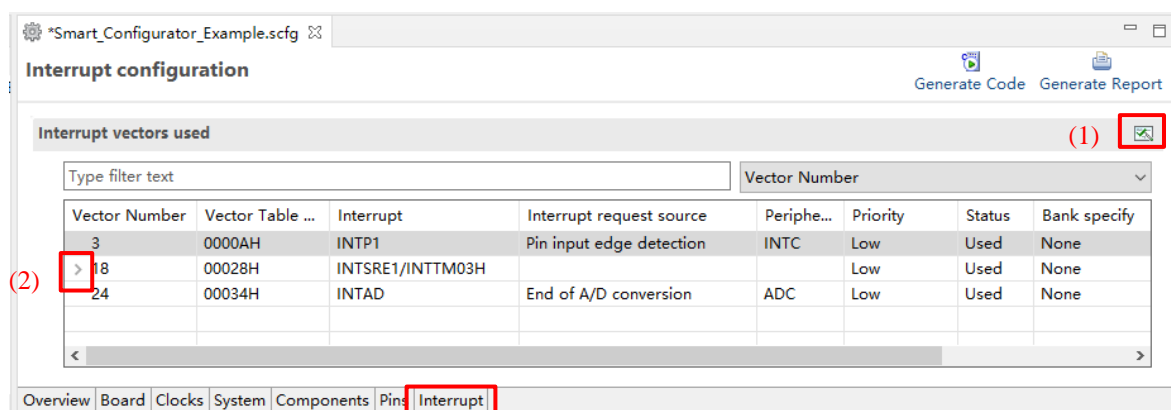 *Smart_Configurator_Example.scfg
Interrupt configuration
Generate Code Generate Report
Interrupt vectors used
(1)
Type filter text Vector Number
Vector Number Vector Table ... Interrupt Interrupt request source Periphe... Priority Status Bank specify
3 0000AH INTP1 Pin input edge detection INTC Low Used None
(2) 18 00028H INTSRE1/INTTM03H Low Used None
24 00034H INTAD End of A/D conversion ADC Low Used None
Overview Board Clocks System Components Pins Interrupt